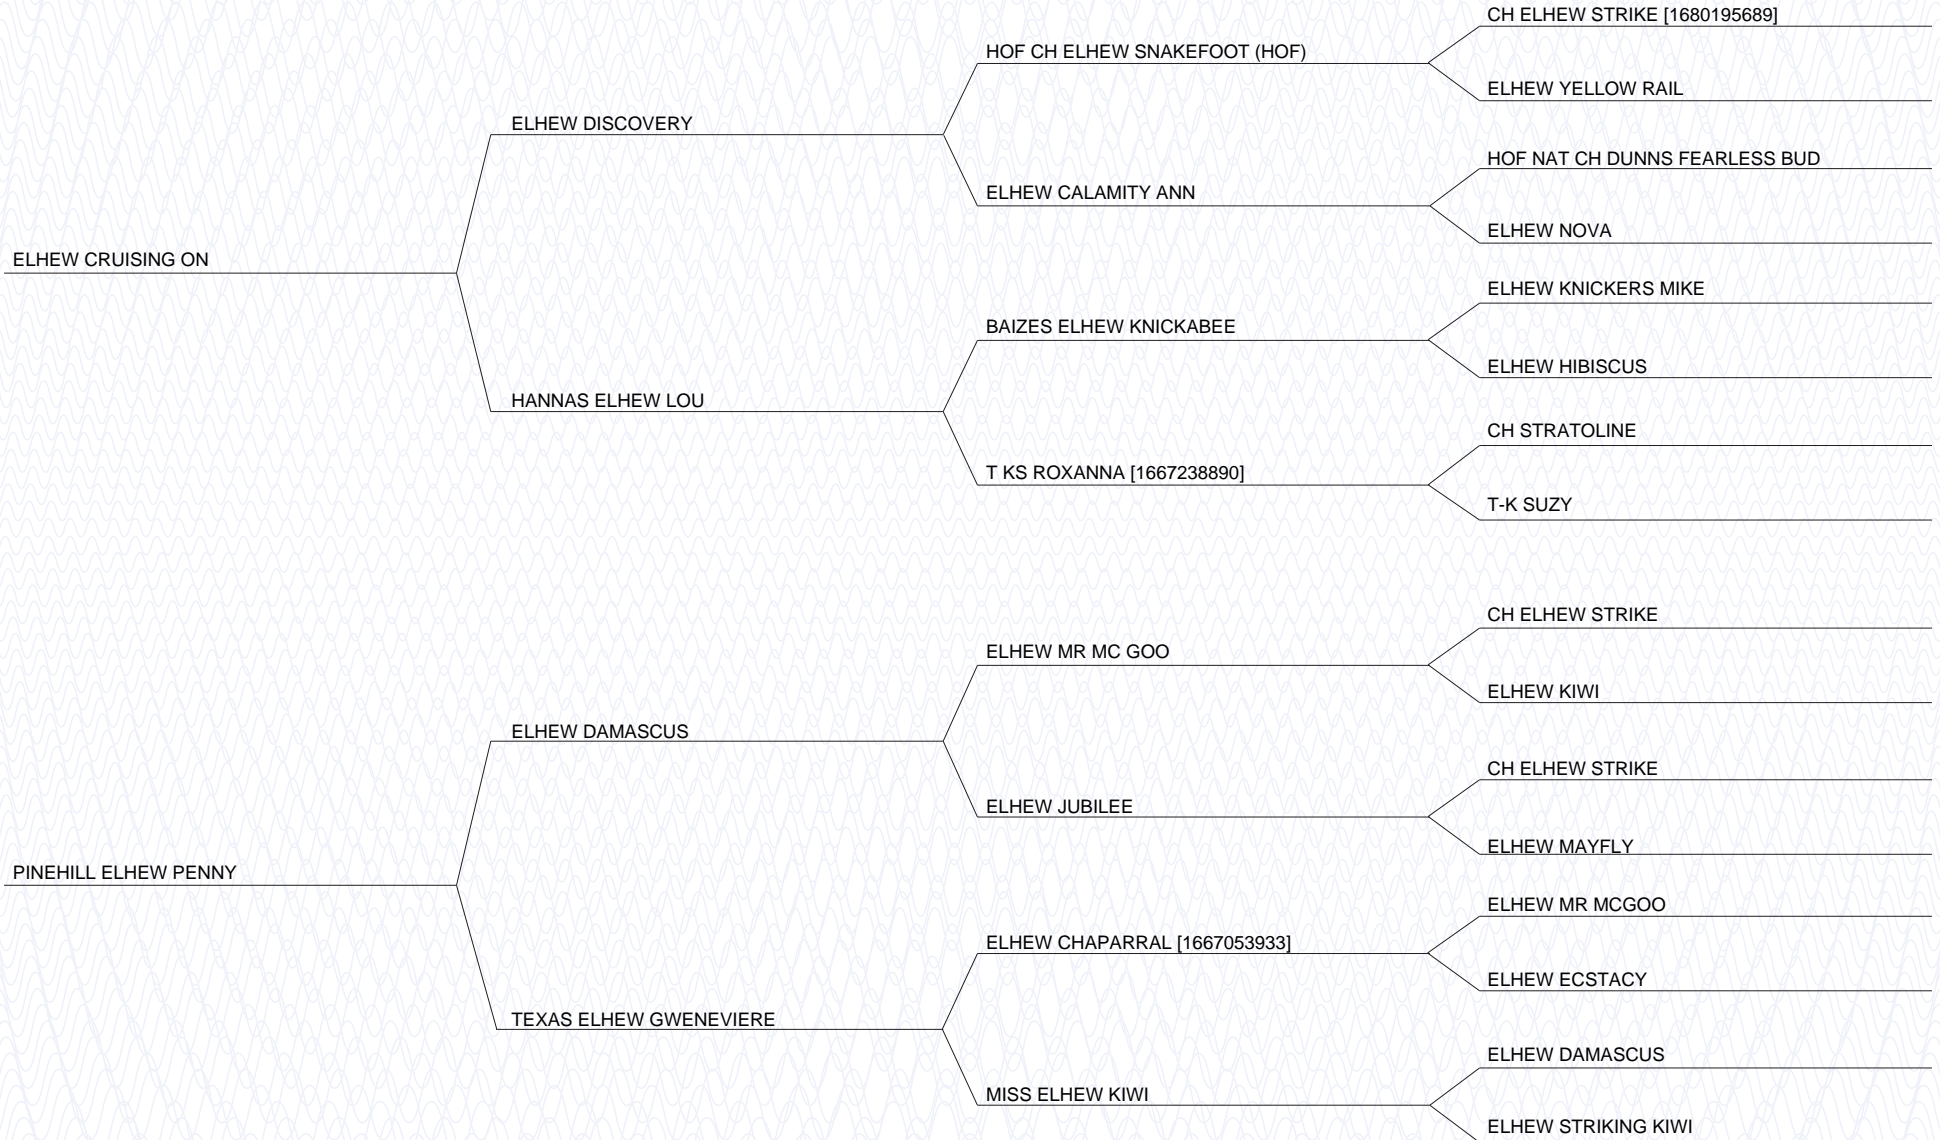 CH ELHEW STRIKE [1680195689]
HOF CH ELHEW SNAKEFOOT (HOF)
ELHEW YELLOW RAIL
ELHEW DISCOVERY
HOF NAT CH DUNNS FEARLESS BUD
ELHEW CALAMITY ANN
ELHEW NOVA
ELHEW CRUISING ON
ELHEW KNICKERS MIKE
BAIZES ELHEW KNICKABEE
ELHEW HIBISCUS
HANNAS ELHEW LOU
CH STRATOLINE
T KS ROXANNA [1667238890]
T-K SUZY
CH ELHEW STRIKE
ELHEW MR MC GOO
ELHEW KIWI
ELHEW DAMASCUS
CH ELHEW STRIKE
ELHEW JUBILEE
ELHEW MAYFLY
PINEHILL ELHEW PENNY
ELHEW MR MCGOO
ELHEW CHAPARRAL [1667053933]
ELHEW ECSTACY
TEXAS ELHEW GWENEVIERE
ELHEW DAMASCUS
MISS ELHEW KIWI
ELHEW STRIKING KIWI